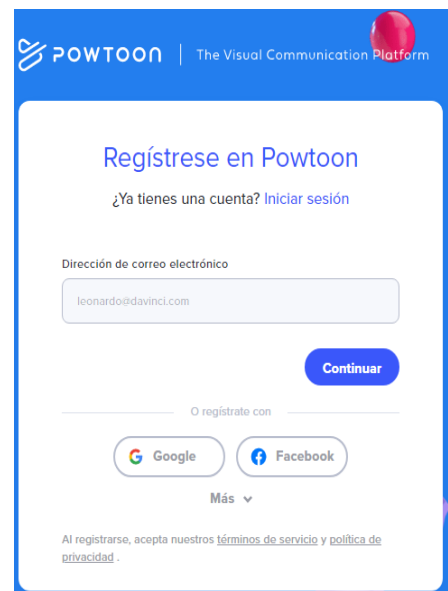 POWTOON | The Visual Communication Platform
Regístrese en Powtoon
¿Ya tienes una cuenta? Iniciar sesión
Dirección de correo electrónico
leonardo@davinci.com
Continuar
O regístrate con
Google Facebook
Más
Al registrarse, acepta nuestros términos de servicio y política de
privacidad .